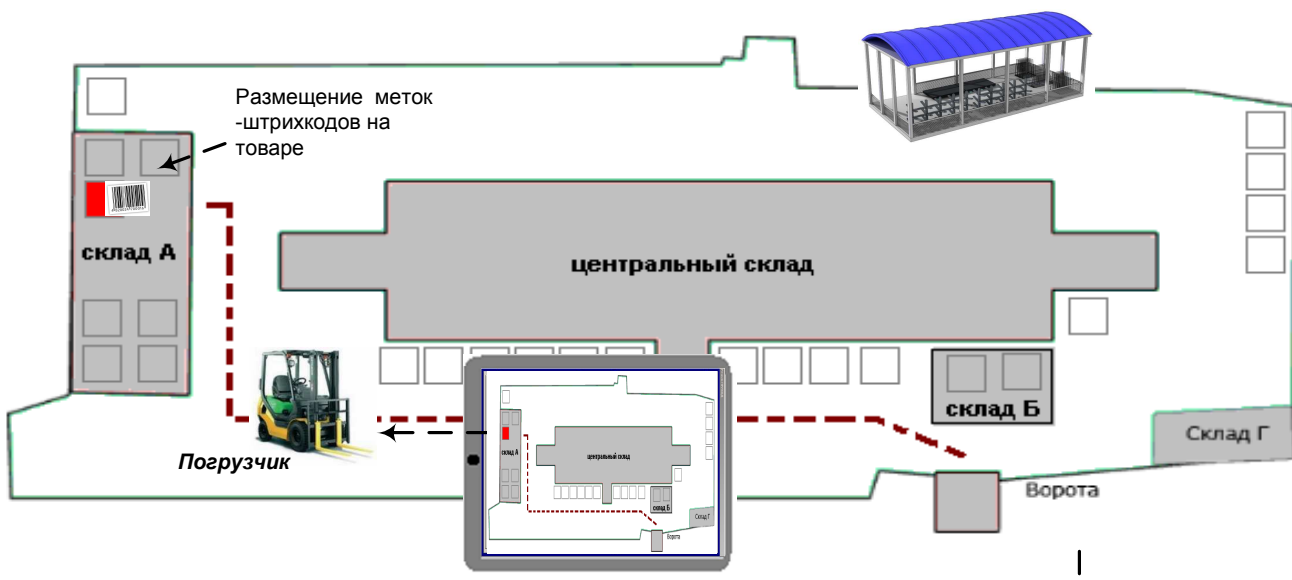 Размещение меток
-штрихкодов на
товаре
склад А
центральный склад
склад Б
Склад Г
Погрузчик
Ворота
склад А
центральный склад
склад Б
Склад Г
Ворота